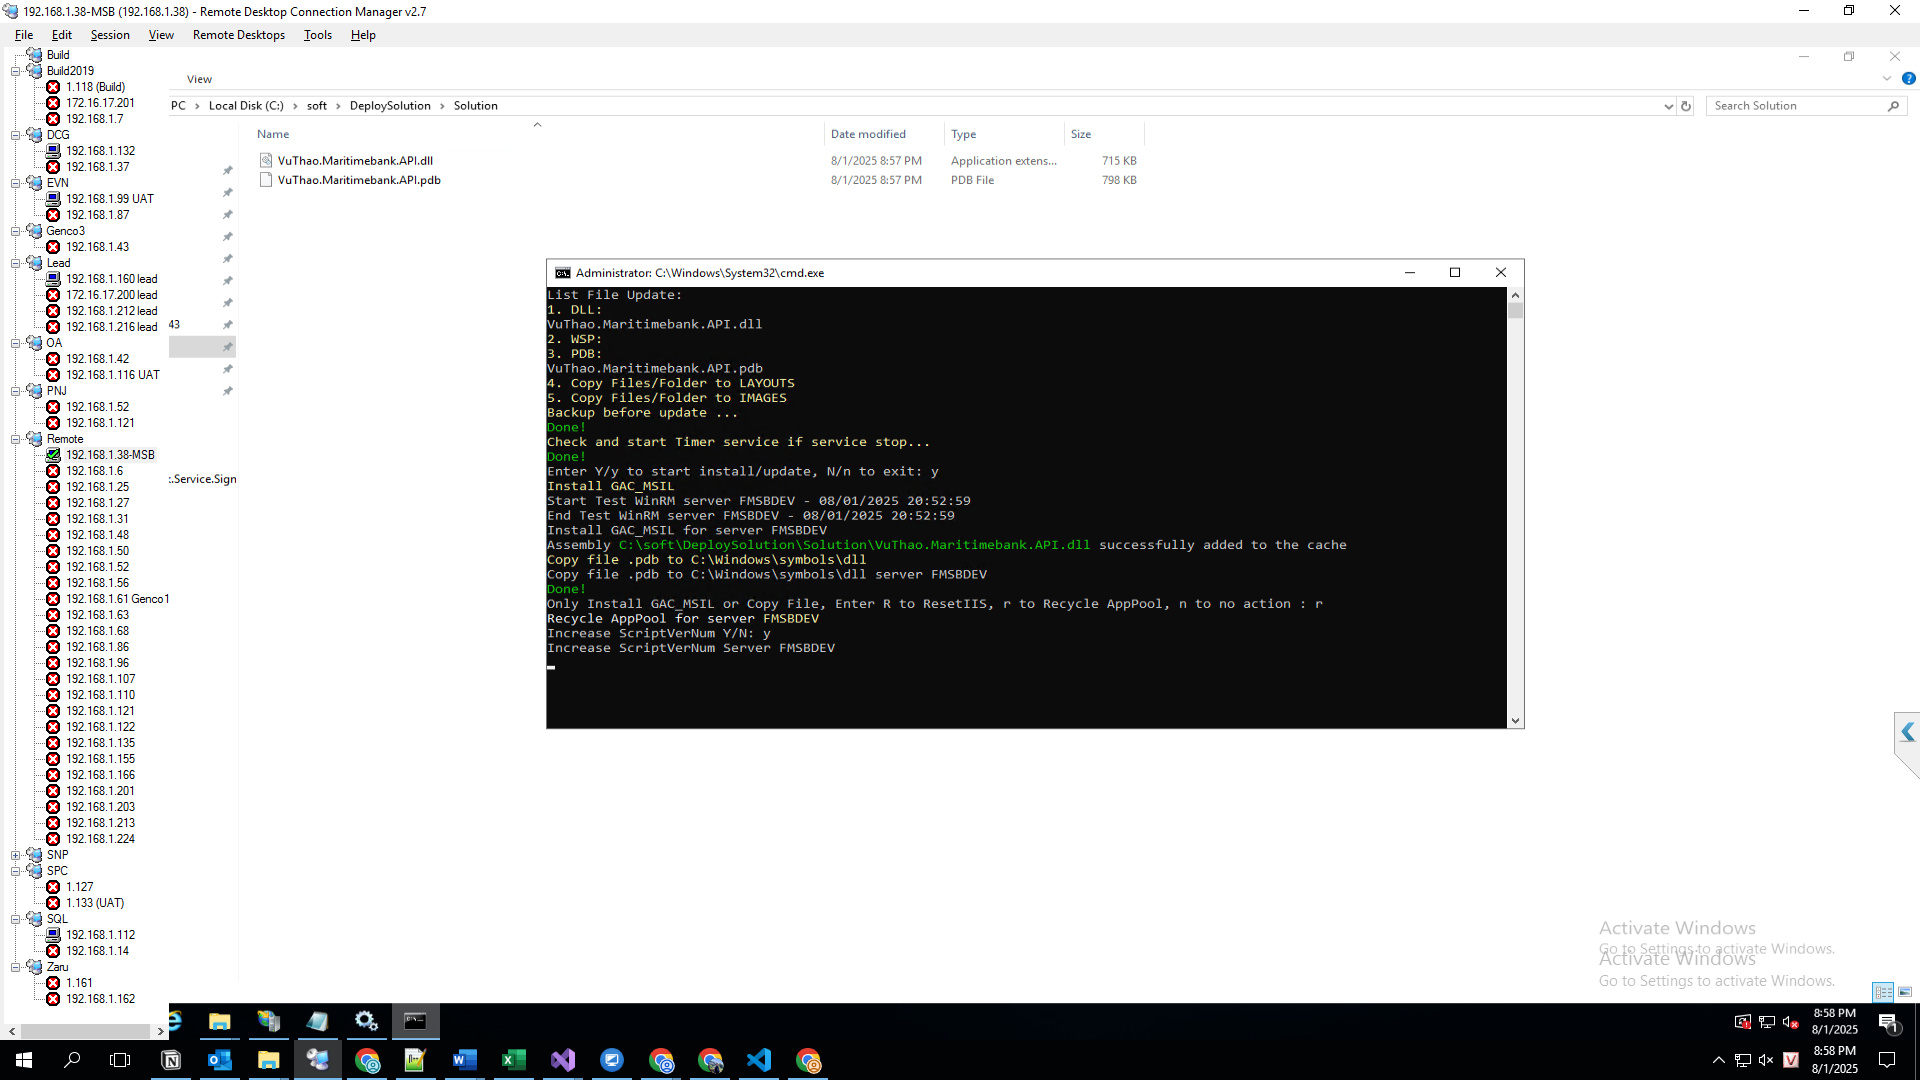 192.168.1.38-MSB (192.168.1.38) - Remote Desktop Connection Manager v2.7
File Edit Session View Remote Desktops Tools Help
Build
Build2019
1.118 (Build)
172.16.17.201
192.168.1.7
DCG
192.168.1.132
192.168.1.37
EVN
192.168.1.99 UAT
192.168.1.87
Genco3
192.168.1.43
Lead
192.168.1.160 lead
172.16.17.200 lead
192.168.1.212 lead
192.168.1.216 lead
OA
192.168.1.42
192.168.1.116 UAT
PNJ
192.168.1.52
192.168.1.121
Remote
192.168.1.38-MSB
192.168.1.6
192.168.1.25
192.168.1.27
192.168.1.31
192.168.1.48
192.168.1.50
192.168.1.52
192.168.1.56
192.168.1.61 Genco1
192.168.1.63
192.168.1.68
192.168.1.86
192.168.1.96
192.168.1.107
192.168.1.110
192.168.1.121
192.168.1.122
192.168.1.135
192.168.1.155
192.168.1.166
192.168.1.201
192.168.1.203
192.168.1.213
192.168.1.224
SNP
SPC
1.127
1.133 (UAT)
SQL
192.168.1.112
192.168.1.14
Zaru
1.161
192.168.1.162
View
PC > Local Disk (C:) > soft > DeploySolution > Solution
Search Solution
43
:.Service.Sign
Name Date modified Type Size
VuThao.Maritimebank.API.dll 8/1/2025 8:57 PM Application extens... 715 KB
VuThao.Maritimebank.API.pdb 8/1/2025 8:57 PM PDB File 798 KB
Administrator: C:\Windows\System32\cmd.exe
List File Update:
1. DLL:
VuThao.Maritimebank.API.dll
2. WSP:
3. PDB:
VuThao.Maritimebank.API.pdb
4. Copy Files/Folder to LAYOUTS
5. Copy Files/Folder to IMAGES
Backup before update ...
Done!
Check and start Timer service if service stop...
Done!
Enter Y/y to start install/update, N/n to exit: y
Install GAC_MSIL
Start Test WinRM server FMSBDEV - 08/01/2025 20:52:59
End Test WinRM server FMSBDEV - 08/01/2025 20:52:59
Install GAC_MSIL for server FMSBDEV
Assembly C:\soft\DeploySolution\Solution\VuThao.Maritimebank.API.dll successfully added to the cache
Copy file .pdb to C:\Windows\symbols\dll
Copy file .pdb to C:\Windows\symbols\dll server FMSBDEV
Done!
Only Install GAC_MSIL or Copy File, Enter R to ResetIIS, r to Recycle AppPool, n to no action : r
Recycle AppPool for server FMSBDEV
Increase ScriptVerNum Y/N: y
Increase ScriptVerNum Server FMSBDEV
Activate Windows
Go to Settings to activate Windows.
Activate Windows
Go to Settings to activate Windows.
8:58 PM
8/1/2025
1
8:58 PM
8/1/2025